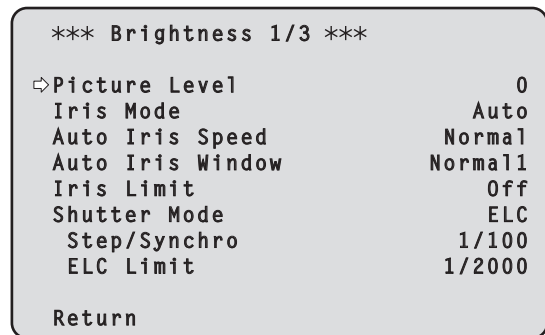 *** Brightness 1/3 ***
⇨Picture Level 0
Iris Mode Auto
Auto Iris Speed Normal
Auto Iris Window Normal1
Iris Limit Off
Shutter Mode ELC
Step/Synchro 1/100
ELC Limit 1/2000
Return